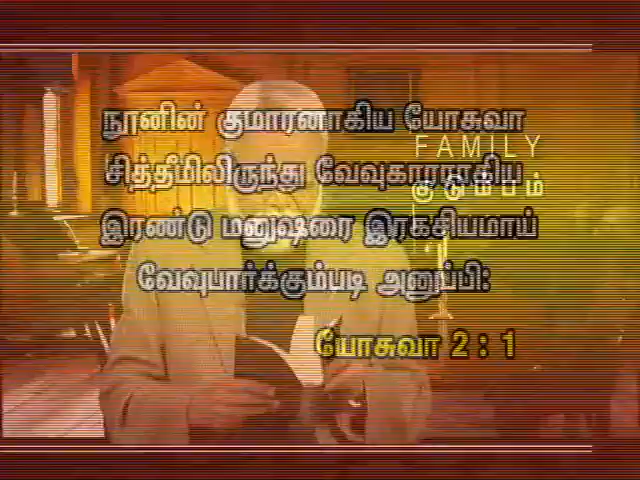 நூனின் குமாரனாகிய யோசுவா
FAMILY
சித்தீமிலிருந்து வேவுகாரராகிய
குடும்பம்
இரண்டு மனுஷரை இரகசியமாய்
வேவுபார்க்கும்படி அனுப்பி:
யோசுவா 2 : 1